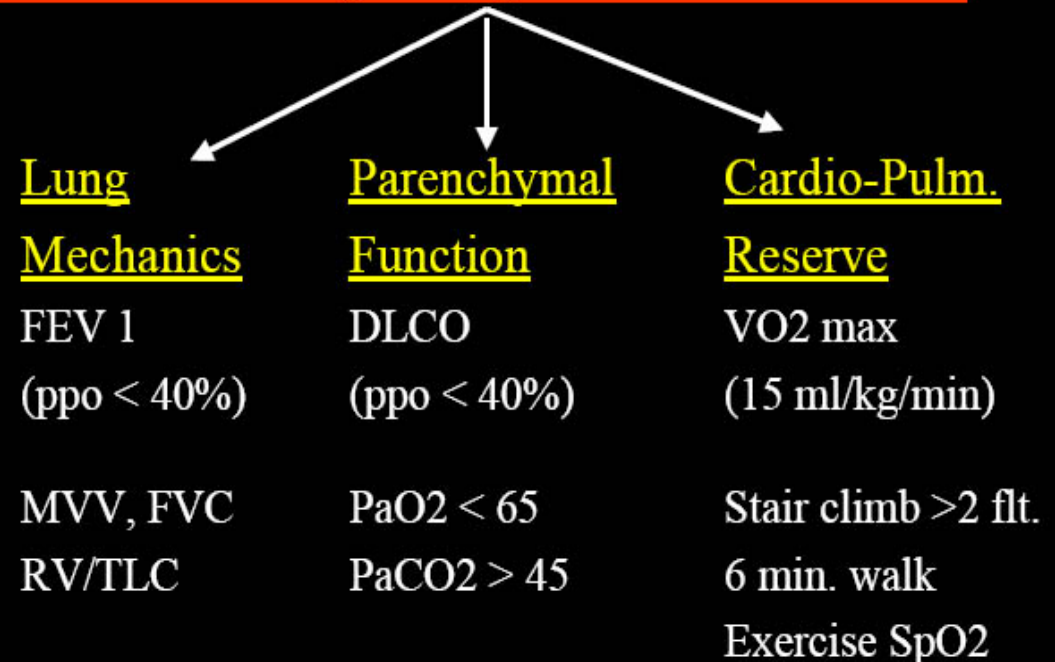 Lung
Mechanics
FEV 1
(ppo < 40%)
MVV, FVC
RV/TLC
Parenchymal
Function
DLCO
(ppo < 40%)
PaO2 < 65
PaCO2 > 45
Cardio-Pulm.
Reserve
VO2 max
(15 ml/kg/min)
Stair climb >2 flt.
6 min. walk
Exercise SpO2